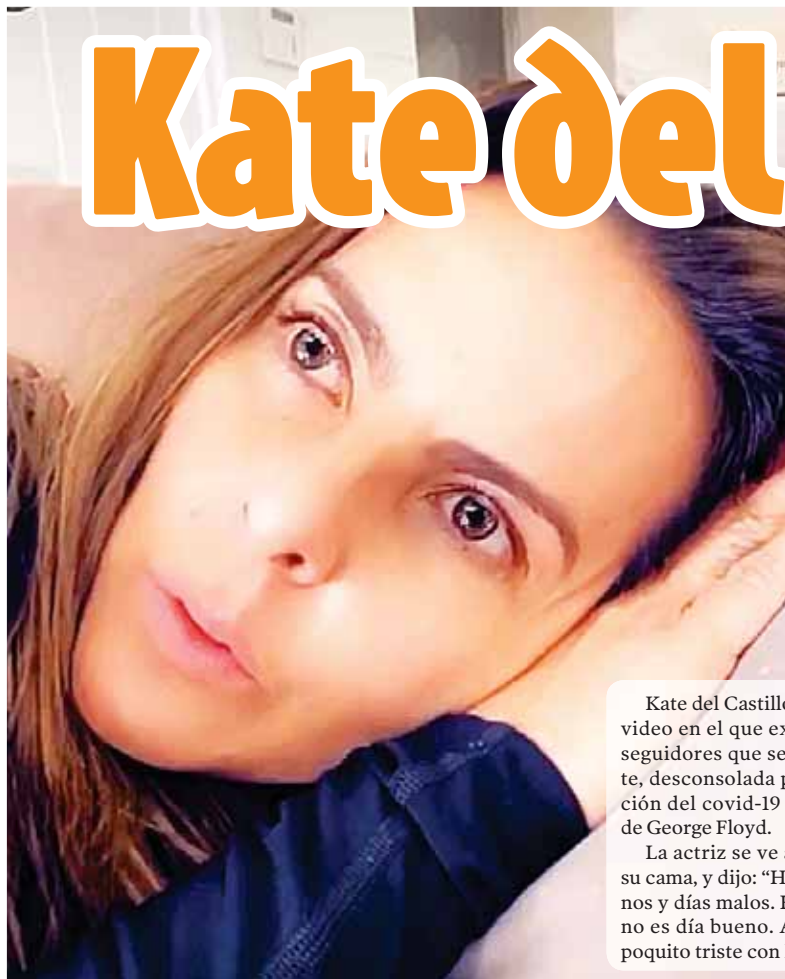 Kate del
Kate del Castillo
video en el que ex
seguidores que se
te, desconsolada p
ción del covid-19
de George Floyd.
La actriz se ve a
su cama, y dijo: “H
nos y días malos. H
no es día bueno. A
poquito triste con